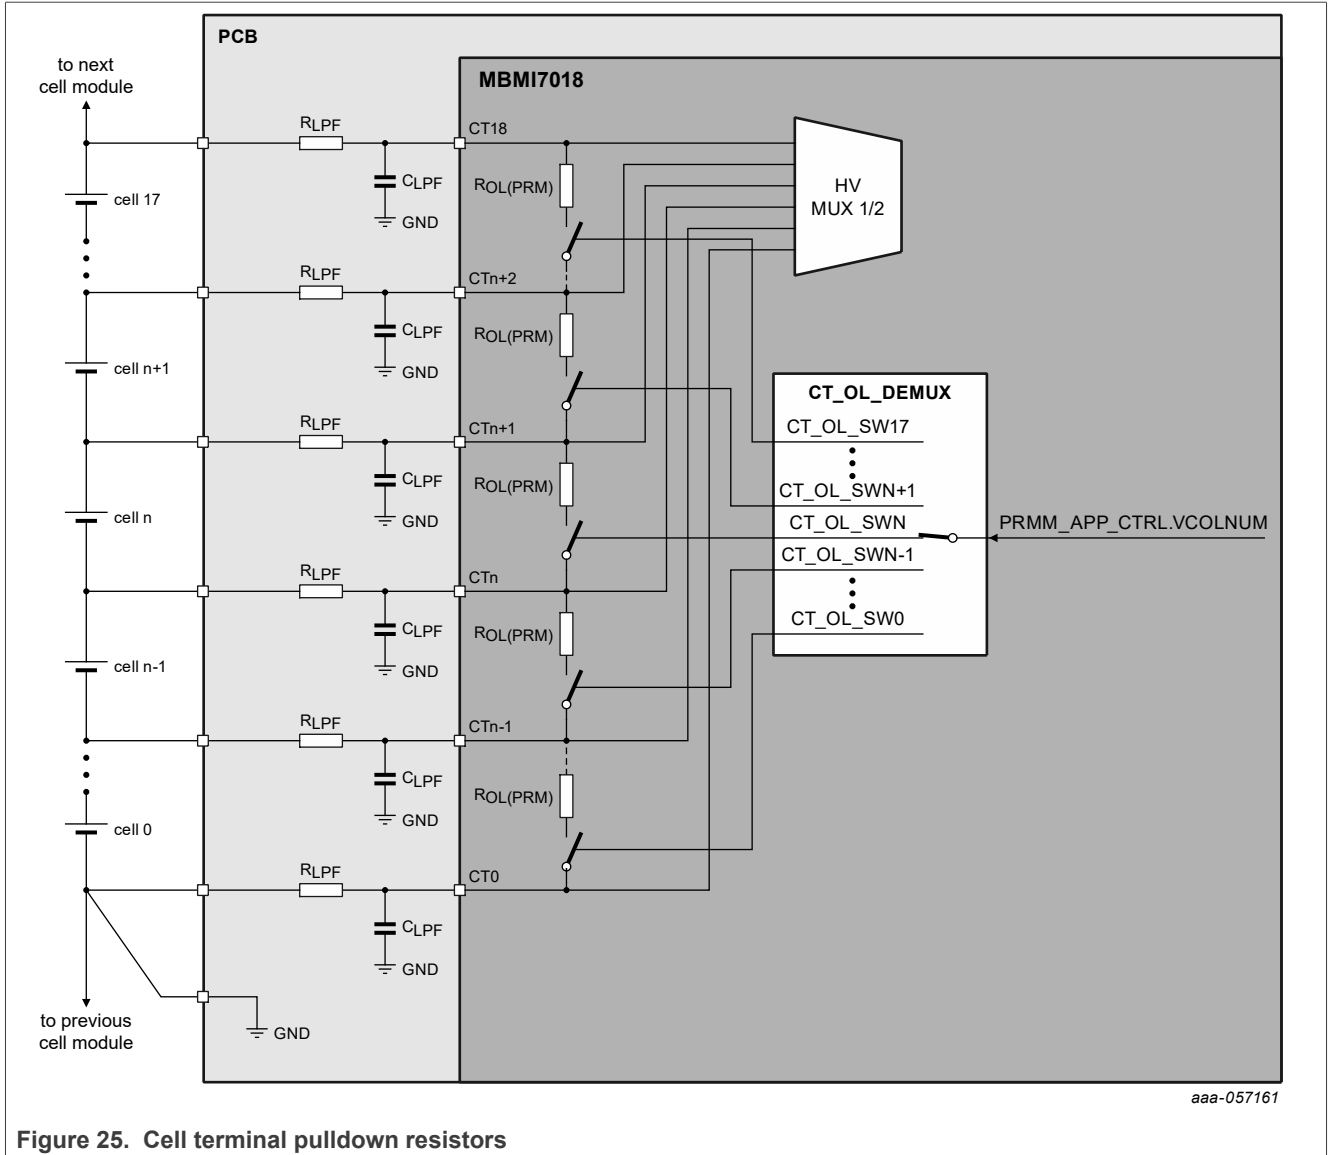 PCB
to next
cell module
MBMI7018
RLPF
CT18
CLPF
ROL(PRM)
HV
MUX 1/2
cell 17
GND
RLPF
CTn+2
CLPF
ROL(PRM)
cell n+1
GND
CT_OL_DEMUX
RLPF
CTn+1
CT_OL_SW17
CLPF
ROL(PRM)
CT_OL_SWN+1
cell n
GND
CT_OL_SWN
PRMM_APP_CTRL.VCOLNUM
CT_OL_SWN-1
RLPF
CTn
CT_OL_SW0
CLPF
ROL(PRM)
cell n-1
GND
RLPF
CTn-1
CLPF
ROL(PRM)
cell 0
GND
RLPF
CT0
CLPF
GND
to previous
cell module
GND
aaa-057161
Figure 25. Cell terminal pulldown resistors